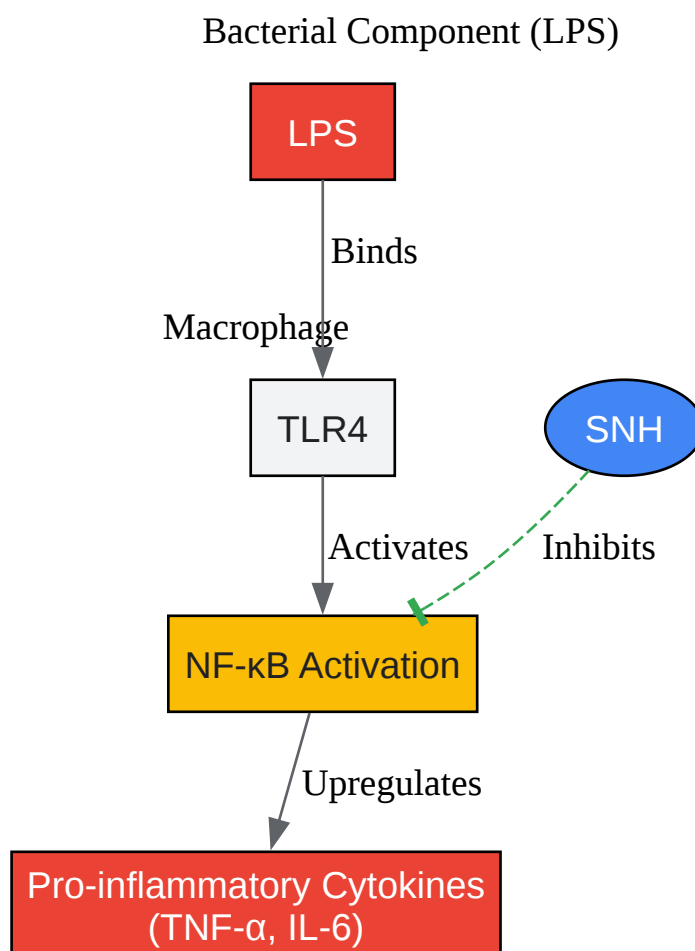 Bacterial Component (LPS)
LPS
Binds
Macrophage
TLR4
SNH
Activates
Inhibits
NF-κB Activation
Upregulates
Pro-inflammatory Cytokines
(TNF-α, IL-6)